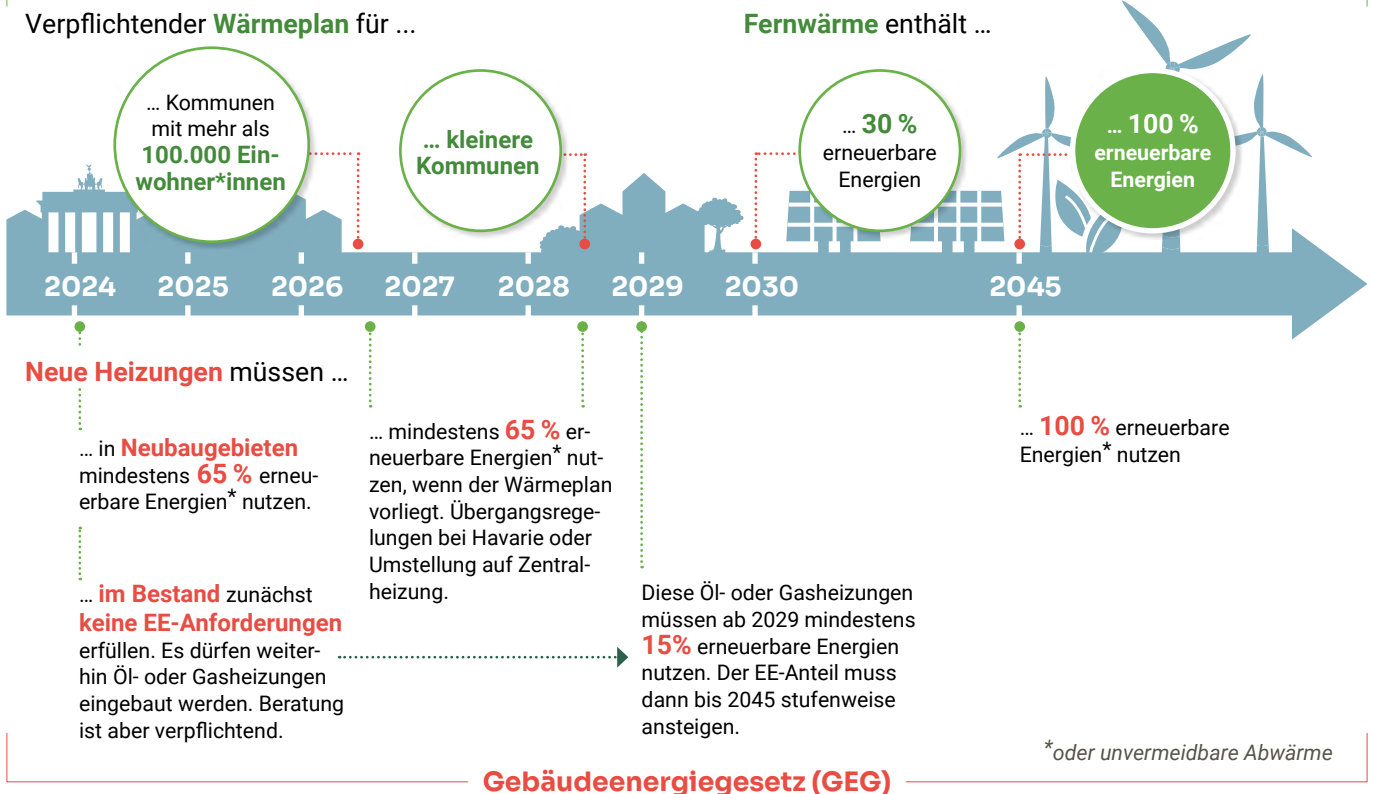 Verpflichtender Wärmeplan für ...
Fernwärme enthält ...
... Kommunen
mit mehr als
100.000 Ein-
wohner*innen
... kleinere
Kommunen
... 30 %
erneuerbare
Energien
... 100 %
erneuerbare
Energien
2024
2025
2026
2027
2028
2029
2030
2045
Neue Heizungen müssen ...
... in Neubaugebieten
mindestens 65 % erneu-
erbare Energien* nutzen.
... im Bestand zunächst
keine EE-Anforderungen
erfüllen. Es dürfen weiter-
hin Öl- oder Gasheizungen
eingebaut werden. Beratung
ist aber verpflichtend.
... mindestens 65 % er-
neuerbare Energien* nut-
zen, wenn der Wärmeplan
vorliegt. Übergangsrege-
lungen bei Havarie oder
Umstellung auf Zentral-
heizung.
Diese Öl- oder Gasheizungen
müssen ab 2029 mindestens
15% erneuerbare Energien
nutzen. Der EE-Anteil muss
dann bis 2045 stufenweise
ansteigen.
... 100 % erneuerbare
Energien* nutzen
*oder unvermeidbare Abwärme
Gebäudeenergiegesetz (GEG)